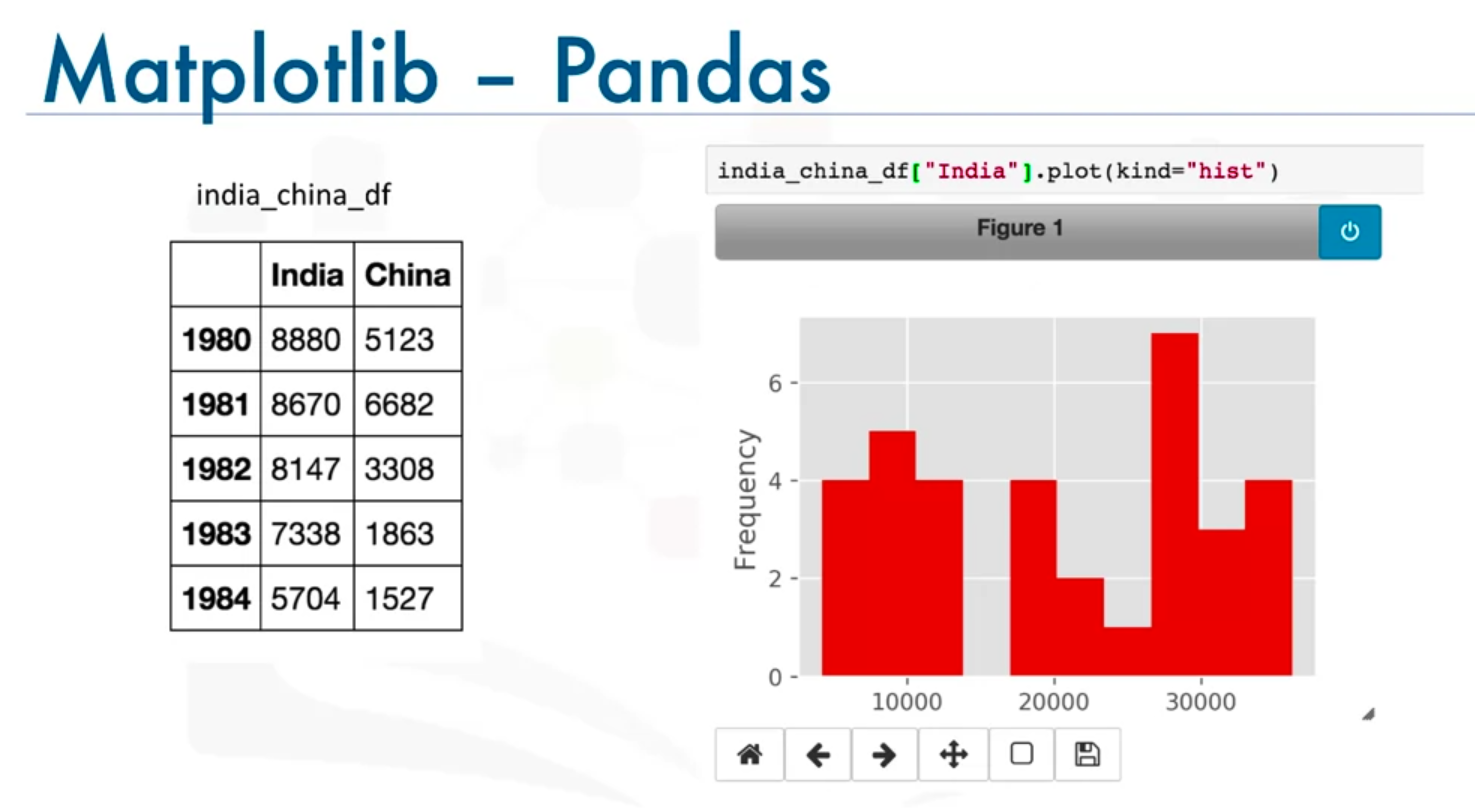 Matplotlib – Pandas
india_china_df
India China
1980 8880 5123
1981 8670 6682
1982 8147 3308
1983 7338 1863
1984 5704 1527
india_china_df["India"].plot(kind="hist")
Figure 1
Frequency
6
4
2
0
10000 20000 30000